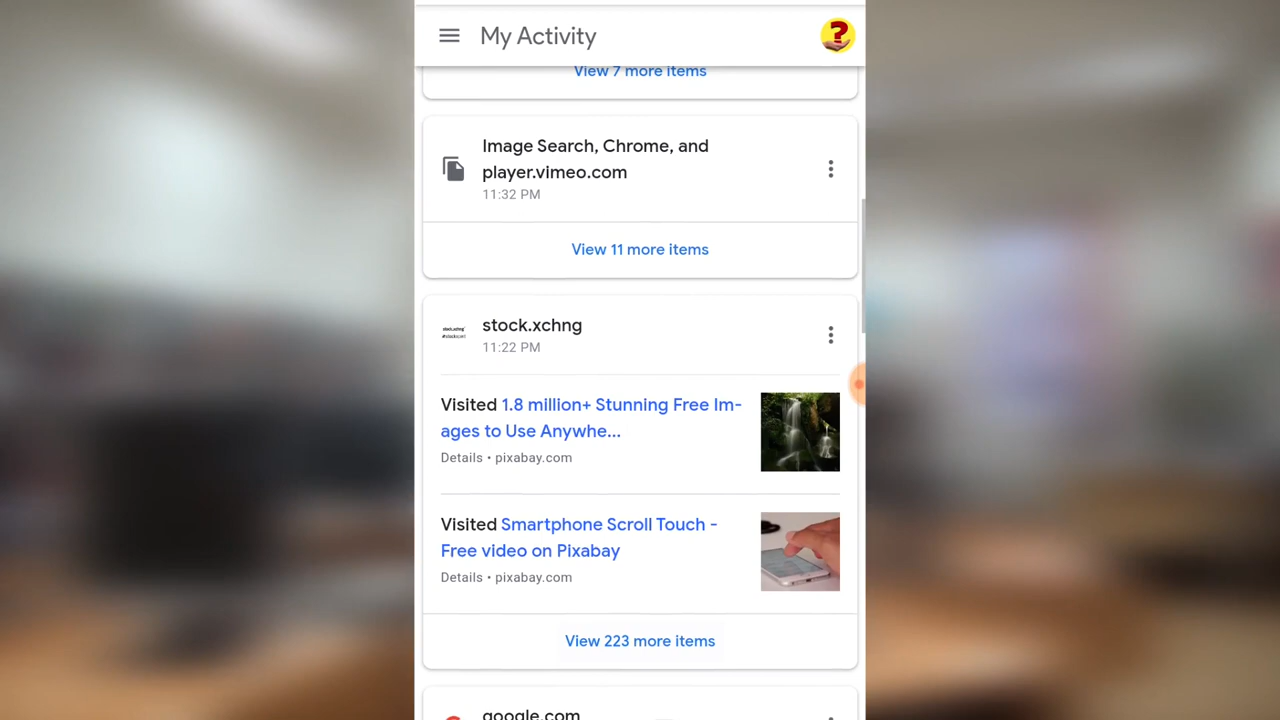 My Activity
?
View 7 more items
Image Search, Chrome, and
player.vimeo.com
11:32 PM
View 11 more items
stock.xchng
11:22 PM
Visited 1.8 million+ Stunning Free Im-
ages to Use Anywhe...
Details • pixabay.com
Visited Smartphone Scroll Touch -
Free video on Pixabay
Details • pixabay.com
View 223 more items
google.com